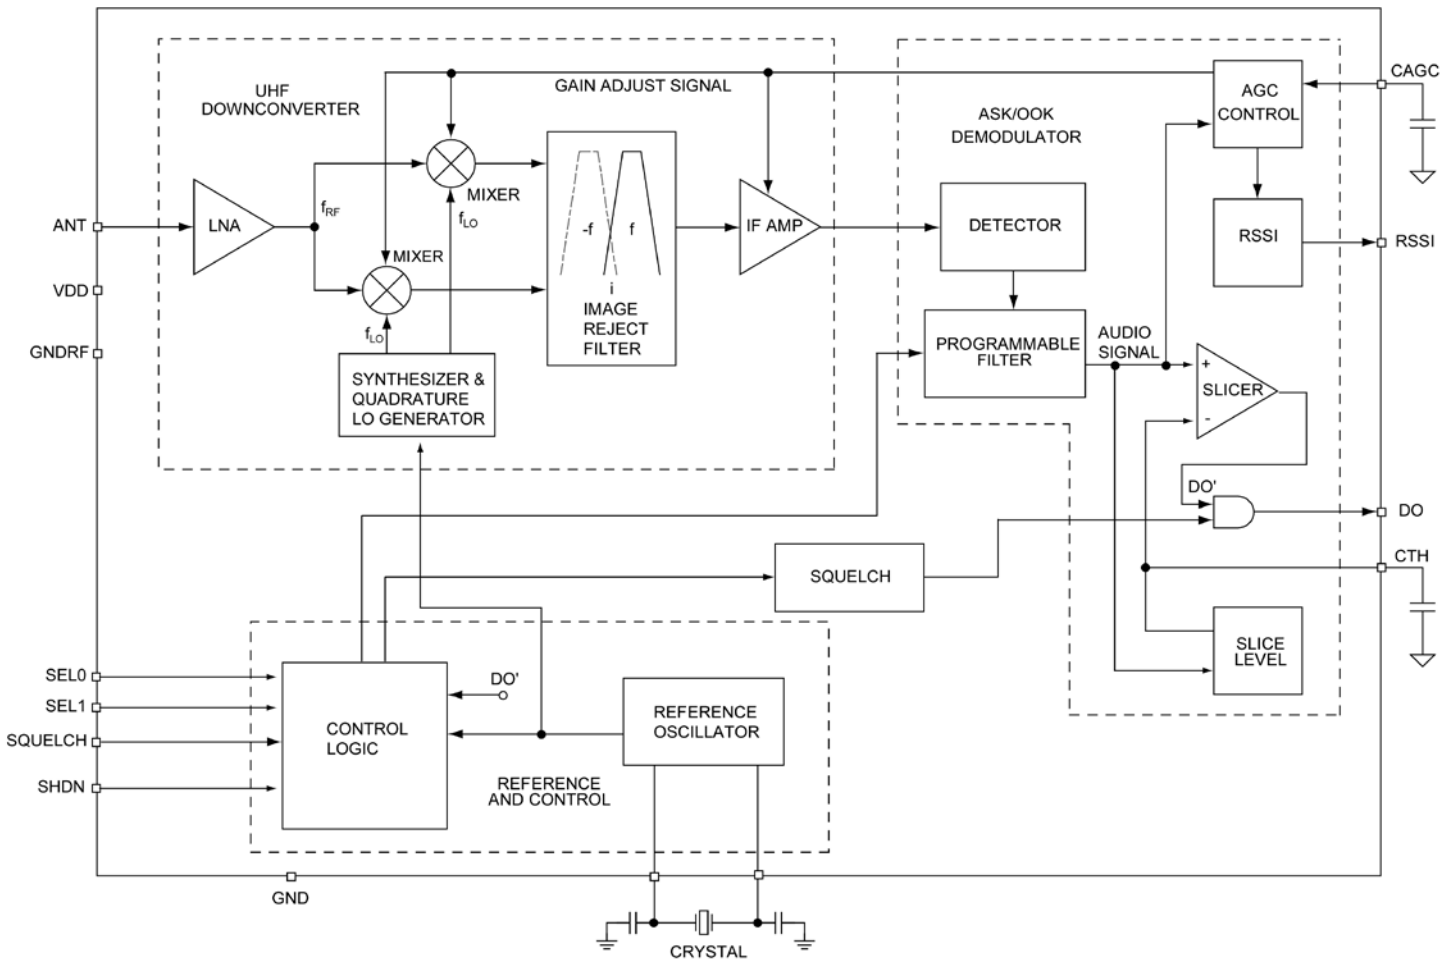 CAGC
UHF
DOWNCONVERTER
GAIN ADJUST SIGNAL
AGC
CONTROL
ASK/OOK
DEMODULATOR
MIXER
fRF
fLO
ANT
LNA
-f
f
IF AMP
DETECTOR
RSSI
RSSI
MIXER
VDD
i
IMAGE
REJECT
FILTER
fLO
GNDRF
PROGRAMMABLE
FILTER
AUDIO
SIGNAL
SYNTHESIZER &
QUADRATURE
LO GENERATOR
+
SLICER
-
DO'
DO
CTH
SQUELCH
SLICE
LEVEL
SEL0
SEL1
SQUELCH
SHDN
DO'
CONTROL
LOGIC
REFERENCE
OSCILLATOR
REFERENCE
AND CONTROL
GND
CRYSTAL